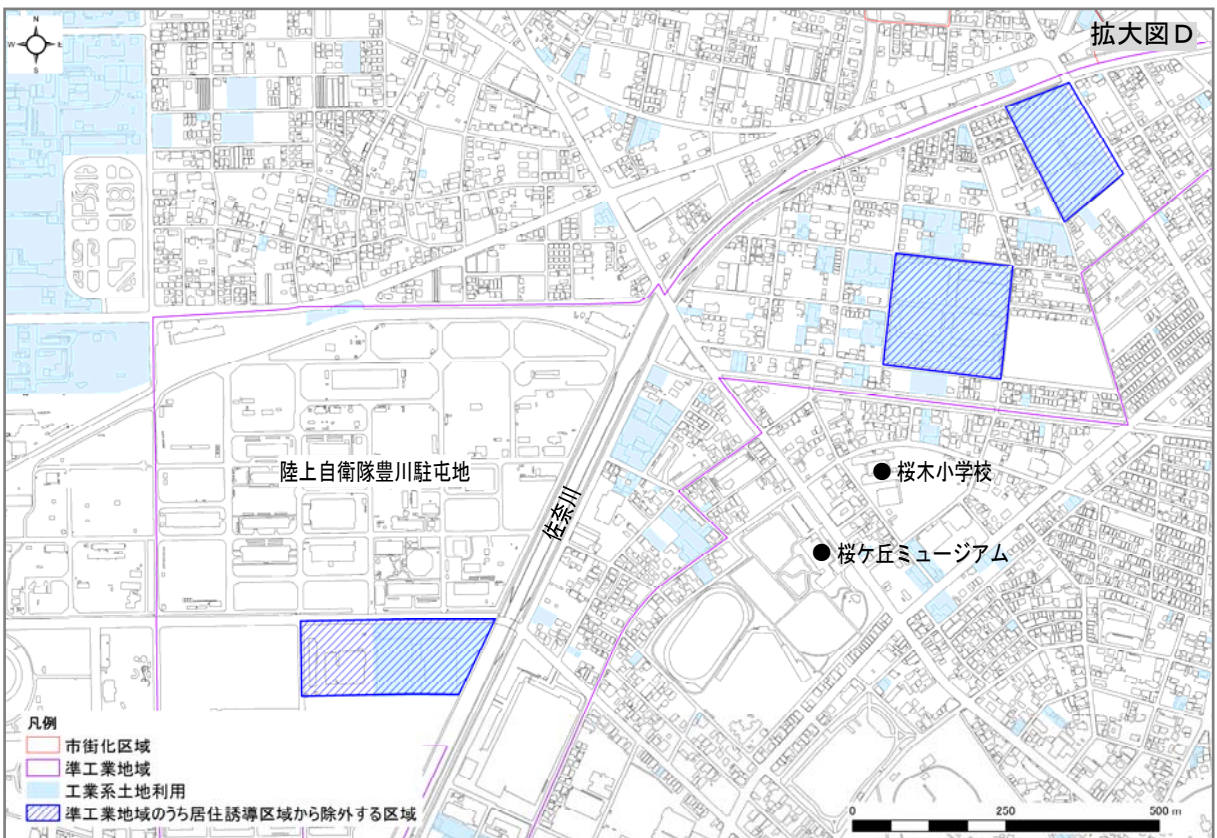 拡大図D
N
W
E
S
陸上自衛隊豊川駐屯地
佐奈川
桜木小学校
桜ケ丘ミュージアム
凡例
市街化区域
準工業地域
工業系土地利用
準工業地域のうち居住誘導区域から除外する区域
0 250 500 m